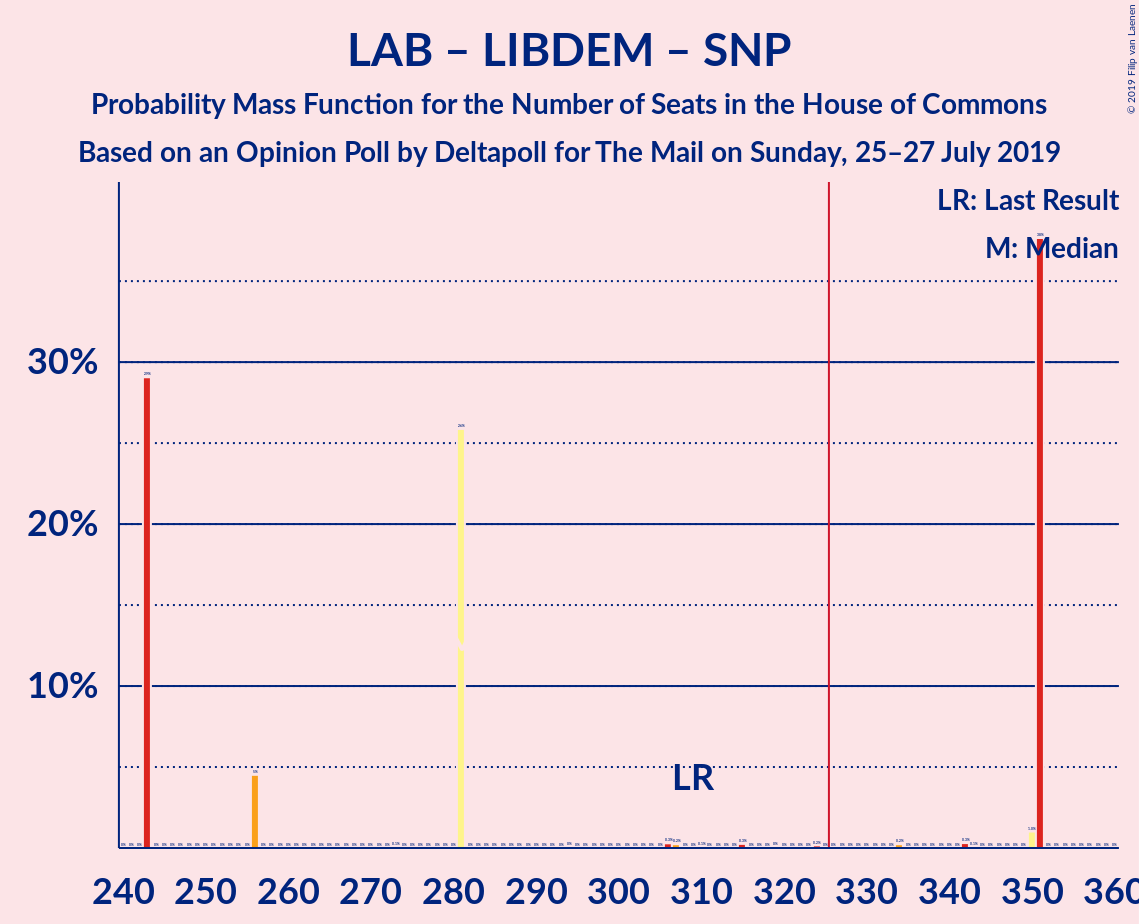 LAB – LIBDEM – SNP
Probability Mass Function for the Number of Seats in the House of Commons
Based on an Opinion Poll by Deltapoll for The Mail on Sunday, 25–27 July 2019
© 2019 Filip van Laenen
LR: Last Result
M: Median
30%
20%
10%
LR
240 250 260 270 280 290 300 310 320 330 340 350 360